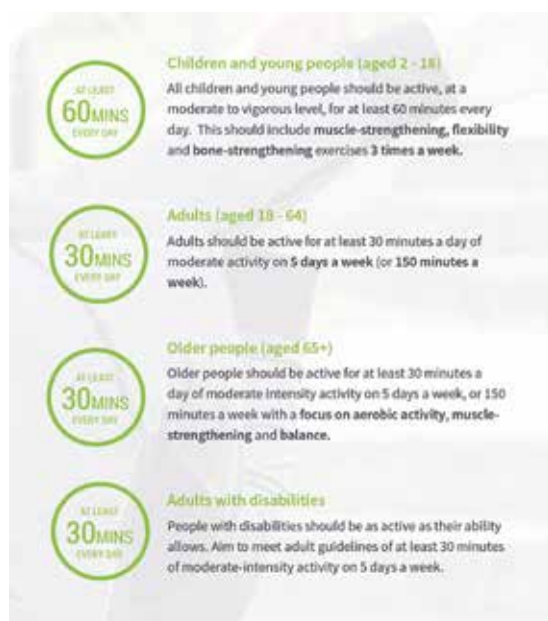 Children and young people (aged 2 - 18)
AT LEAST
60MINS
EVERY DAY
All children and young people should be active, at a
moderate to vigorous level, for at least 60 minutes every
day. This should include muscle-strengthening, flexibility
and bone-strengthening exercises 3 times a week.
Adults (aged 18 - 64)
AT LEAST
30MINS
EVERY DAY
Adults should be active for at least 30 minutes a day of
moderate activity on 5 days a week (or 150 minutes a
week).
Older people (aged 65+)
AT LEAST
30MINS
EVERY DAY
Older people should be active for at least 30 minutes a
day of moderate intensity activity on 5 days a week, or 150
minutes a week with a focus on aerobic activity, muscle-
strengthening and balance.
Adults with disabilities
AT LEAST
30MINS
EVERY DAY
People with disabilities should be as active as their ability
allows. Aim to meet adult guidelines of at least 30 minutes
of moderate-intensity activity on 5 days a week.